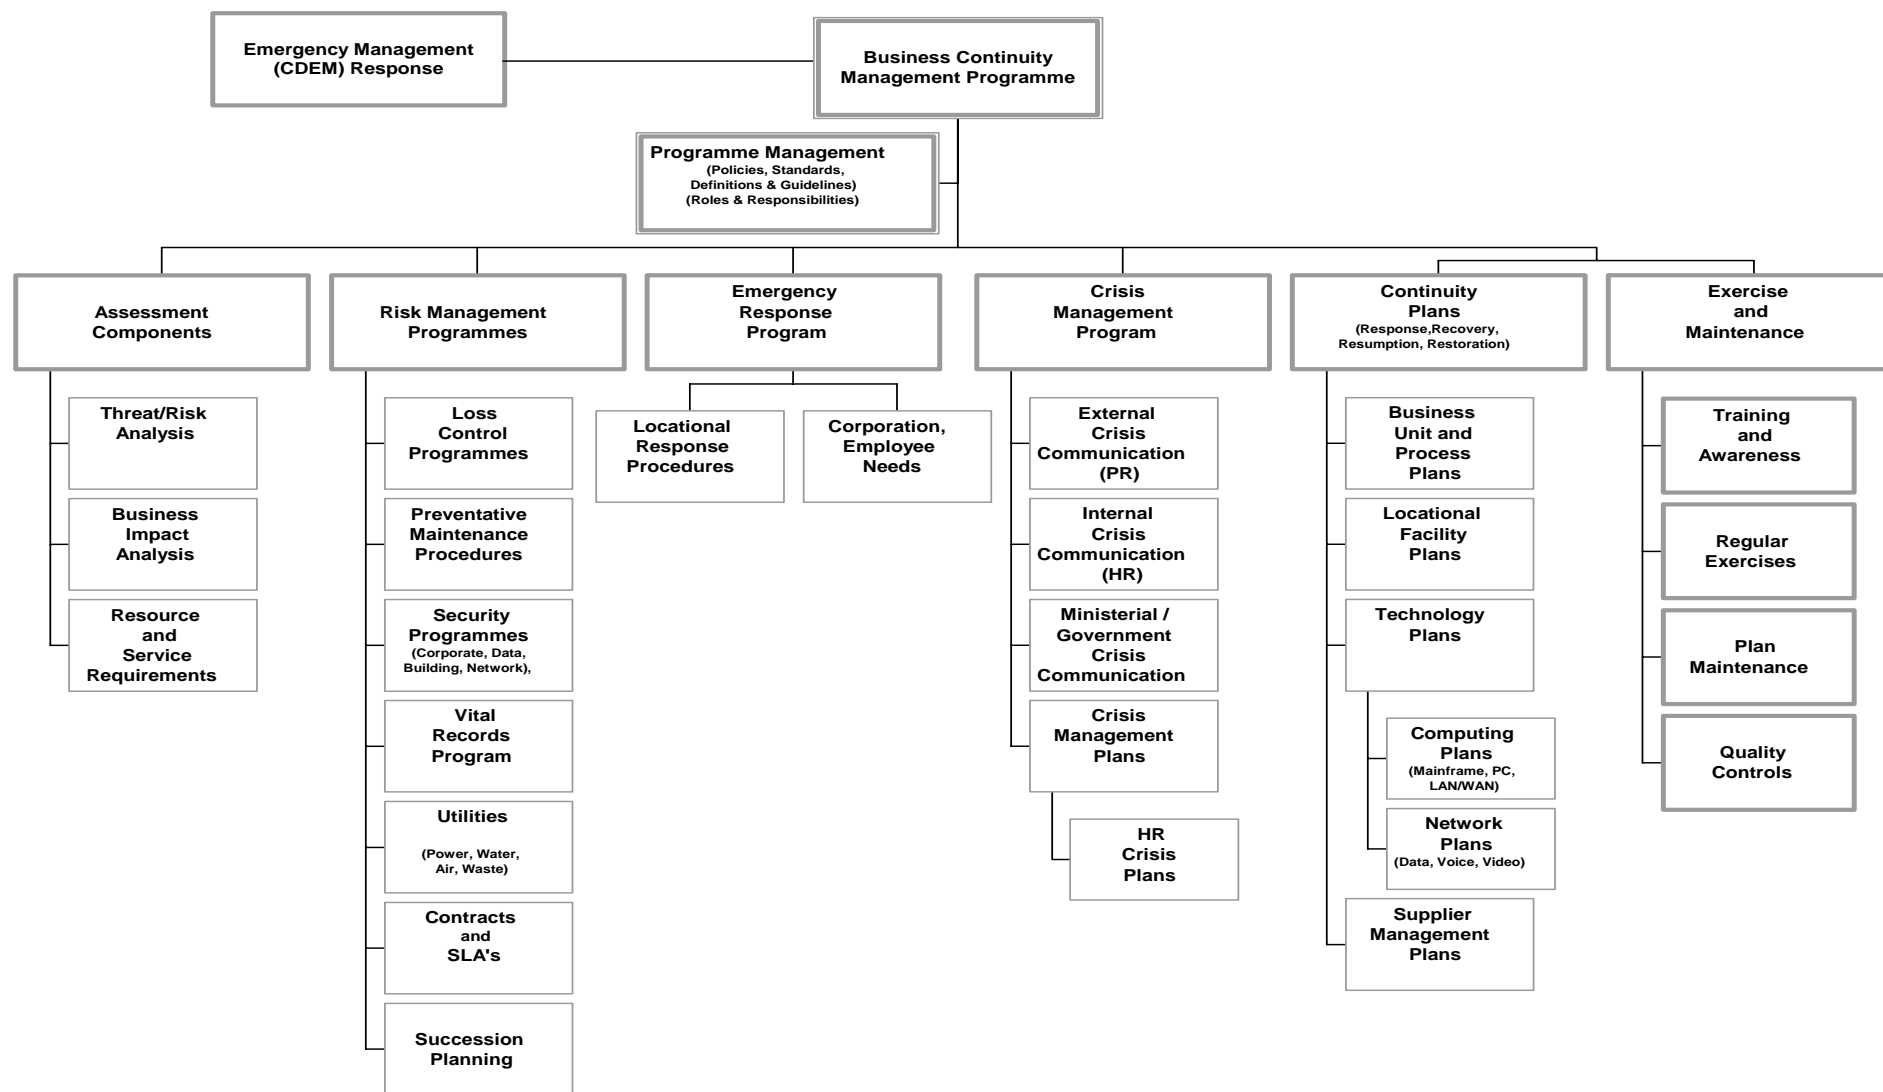 Emergency Management
(CDEM) Response
Business Continuity
Management Programme
Programme Management
(Policies, Standards,
Definitions & Guidelines)
(Roles & Responsibilities)
Assessment
Components
Threat/Risk
Analysis
Business
Impact
Analysis
Resource
and
Service
Requirements
Risk Management
Programmes
Loss
Control
Programmes
Preventative
Maintenance
Procedures
Security
Programmes
(Corporate, Data,
Building, Network),
Vital
Records
Program
Utilities
(Power, Water,
Air, Waste)
Contracts
and
SLA's
Succession
Planning
Emergency
Response
Program
Locational
Response
Procedures
Corporation,
Employee
Needs
Crisis
Management
Program
External
Crisis
Communication
(PR)
Internal
Crisis
Communication
(HR)
Ministerial /
Government
Crisis
Communication
Crisis
Management
Plans
HR
Crisis
Plans
Continuity
Plans
(Response,Recovery,
Resumption, Restoration)
Business
Unit and
Process
Plans
Locational
Facility
Plans
Technology
Plans
Computing
Plans
(Mainframe, PC,
LAN/WAN)
Network
Plans
(Data, Voice, Video)
Supplier
Management
Plans
Exercise
and
Maintenance
Training
and
Awareness
Regular
Exercises
Plan
Maintenance
Quality
Controls